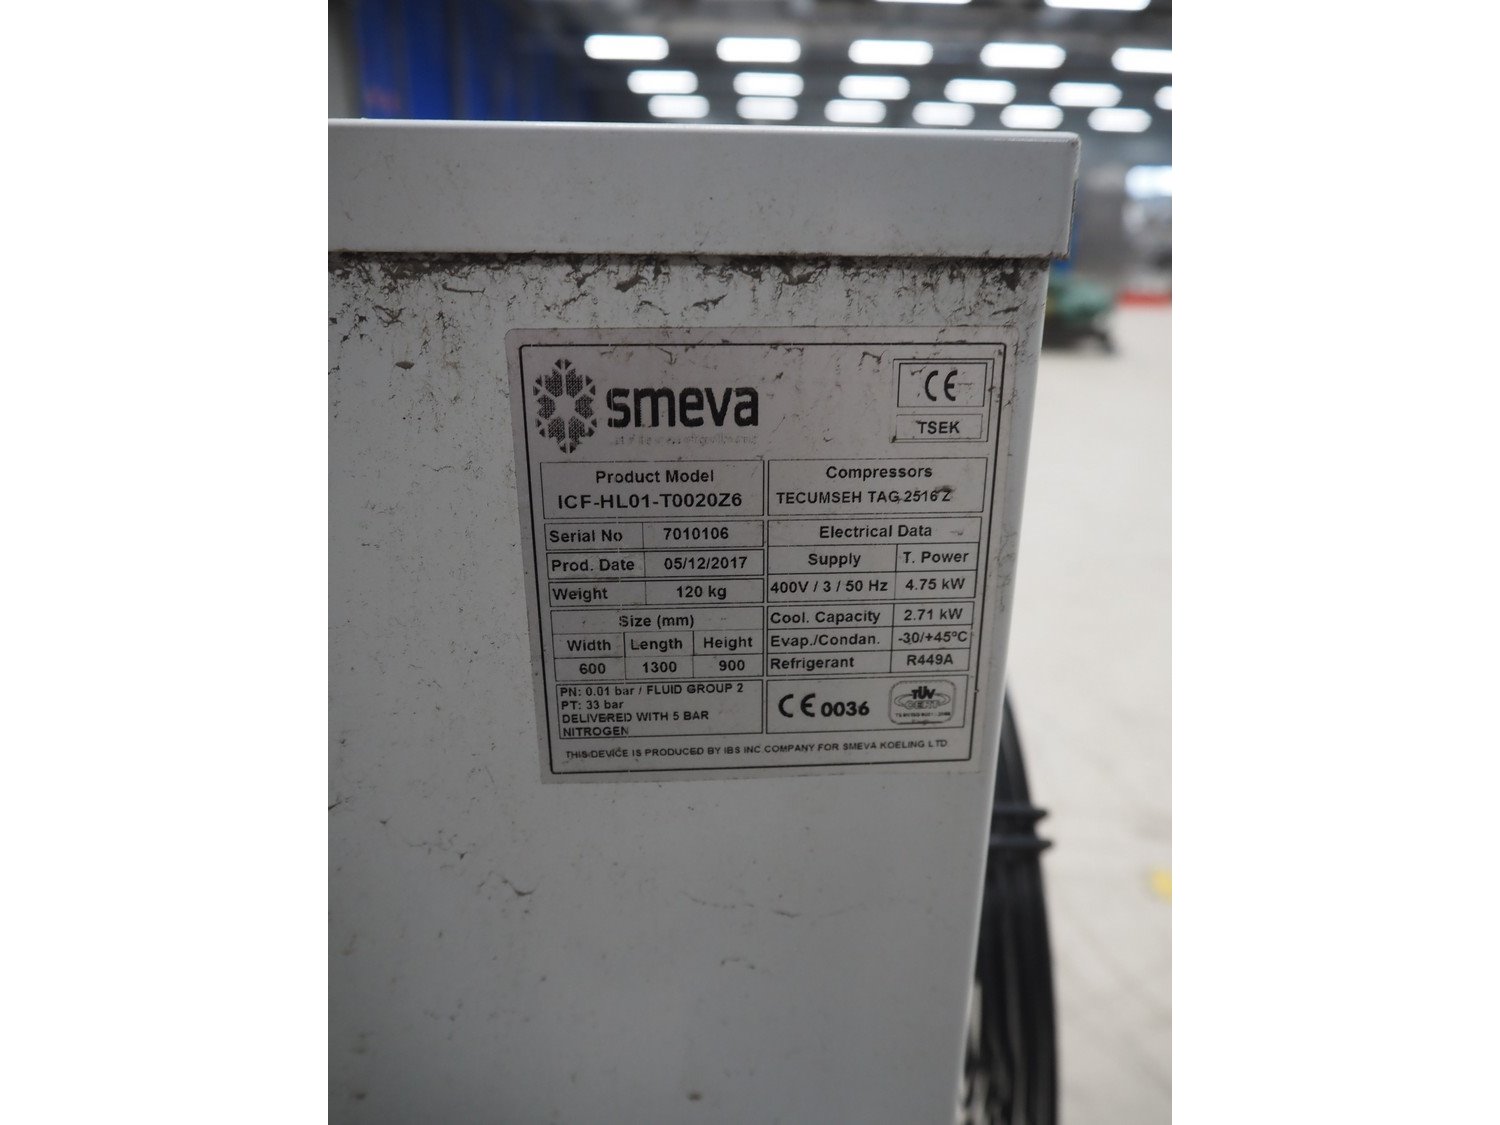 smeva
CE
TSEK
Product Model
ICF-HL01-T0020Z6
Compressors
TECUMSEH TAG 2516 Z
Serial No 7010106
Prod. Date 05/12/2017
Weight 120 kg
Size (mm)
Width Length Height
600 1300 900
Electrical Data
Supply T. Power
400V / 3 / 50 Hz 4.75 kW
Cool. Capacity 2.71 kW
Evap./Condan. -30/+45°C
Refrigerant R449A
PN: 0.01 bar / FLUID GROUP 2
PT: 33 bar
DELIVERED WITH 5 BAR
NITROGEN
CE 0036
TÜV
CERT
THIS DEVICE IS PRODUCED BY IBS INC COMPANY FOR SMEVA KOELING LTD